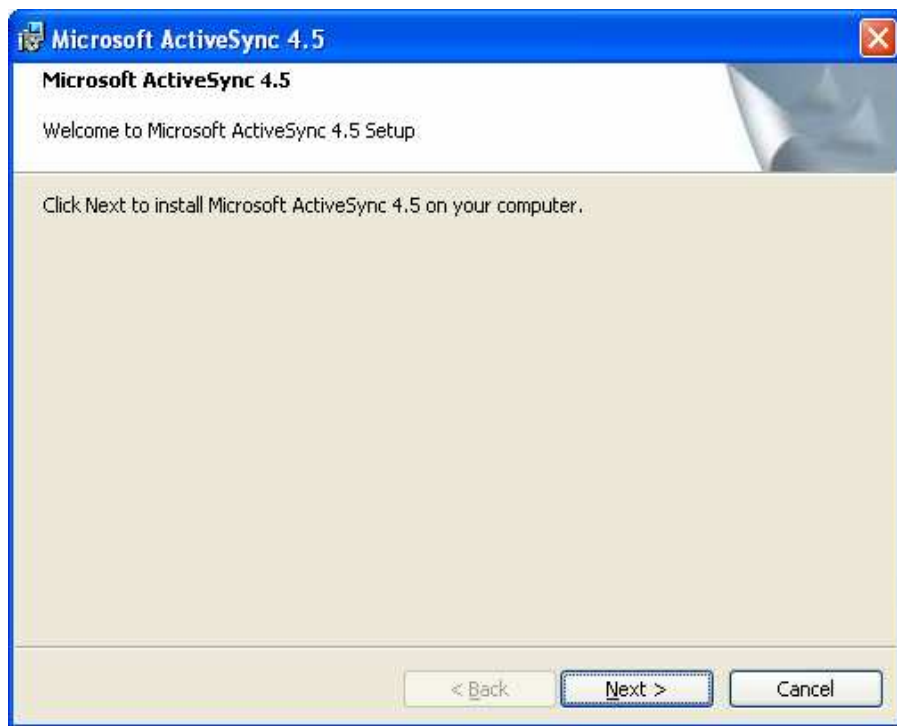 Microsoft ActiveSync 4.5
Microsoft ActiveSync 4.5
Welcome to Microsoft ActiveSync 4.5 Setup
Click Next to install Microsoft ActiveSync 4.5 on your computer.
< Back Next > Cancel